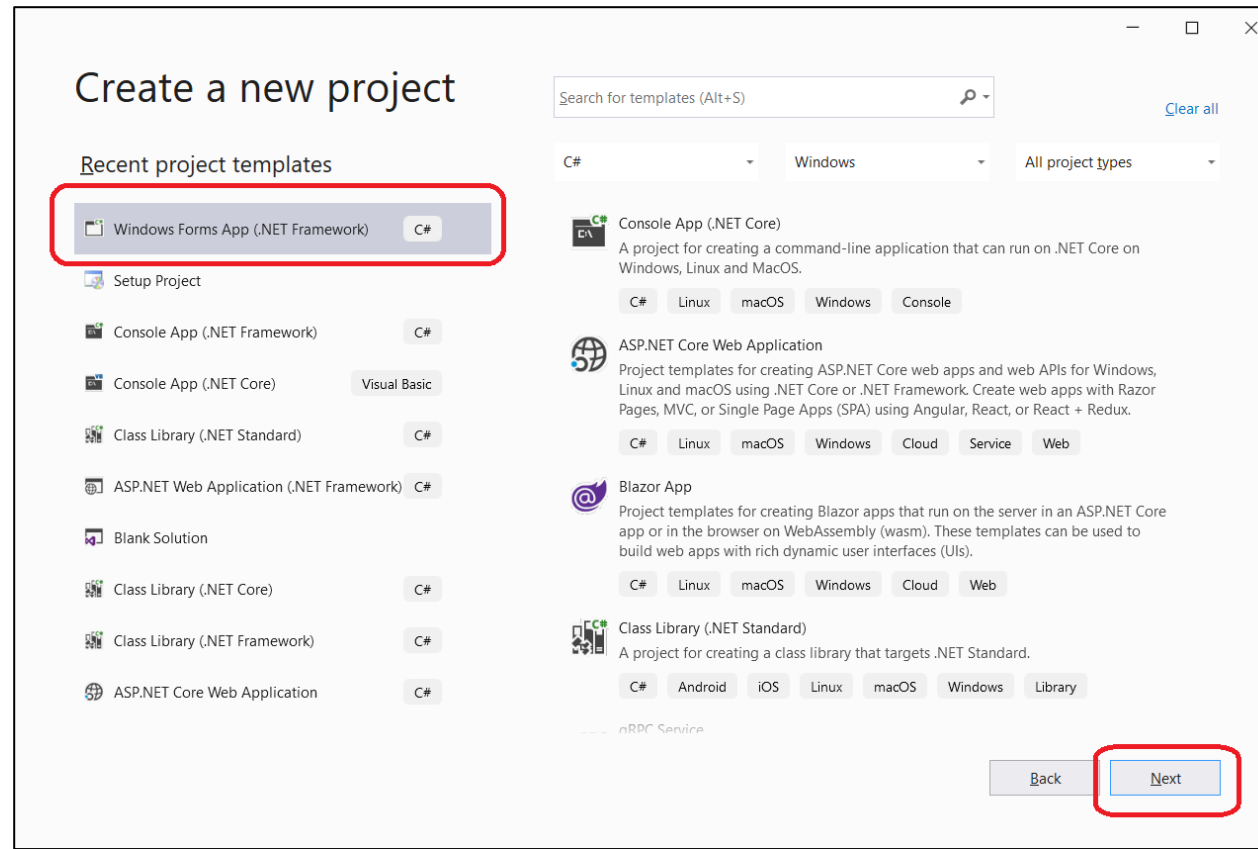 Create a new project
Search for templates (Alt+S)
Clear all
Recent project templates
C#
Windows
All project types
Windows Forms App (.NET Framework) C#
Setup Project
Console App (.NET Framework) C#
Console App (.NET Core) Visual Basic
Class Library (.NET Standard) C#
ASP.NET Web Application (.NET Framework) C#
Blank Solution
Class Library (.NET Core) C#
Class Library (.NET Framework) C#
ASP.NET Core Web Application C#
Console App (.NET Core)
A project for creating a command-line application that can run on .NET Core on
Windows, Linux and MacOS.
C# Linux macOS Windows Console
ASP.NET Core Web Application
Project templates for creating ASP.NET Core web apps and web APIs for Windows,
Linux and macOS using .NET Core or .NET Framework. Create web apps with Razor
Pages, MVC, or Single Page Apps (SPA) using Angular, React, or React + Redux.
C# Linux macOS Windows Cloud Service Web
Blazor App
Project templates for creating Blazor apps that run on the server in an ASP.NET Core
app or in the browser on WebAssembly (wasm). These templates can be used to
build web apps with rich dynamic user interfaces (UIs).
C# Linux macOS Windows Cloud Web
Class Library (.NET Standard)
A project for creating a class library that targets .NET Standard.
C# Android iOS Linux macOS Windows Library
gRPC Service
Back
Next